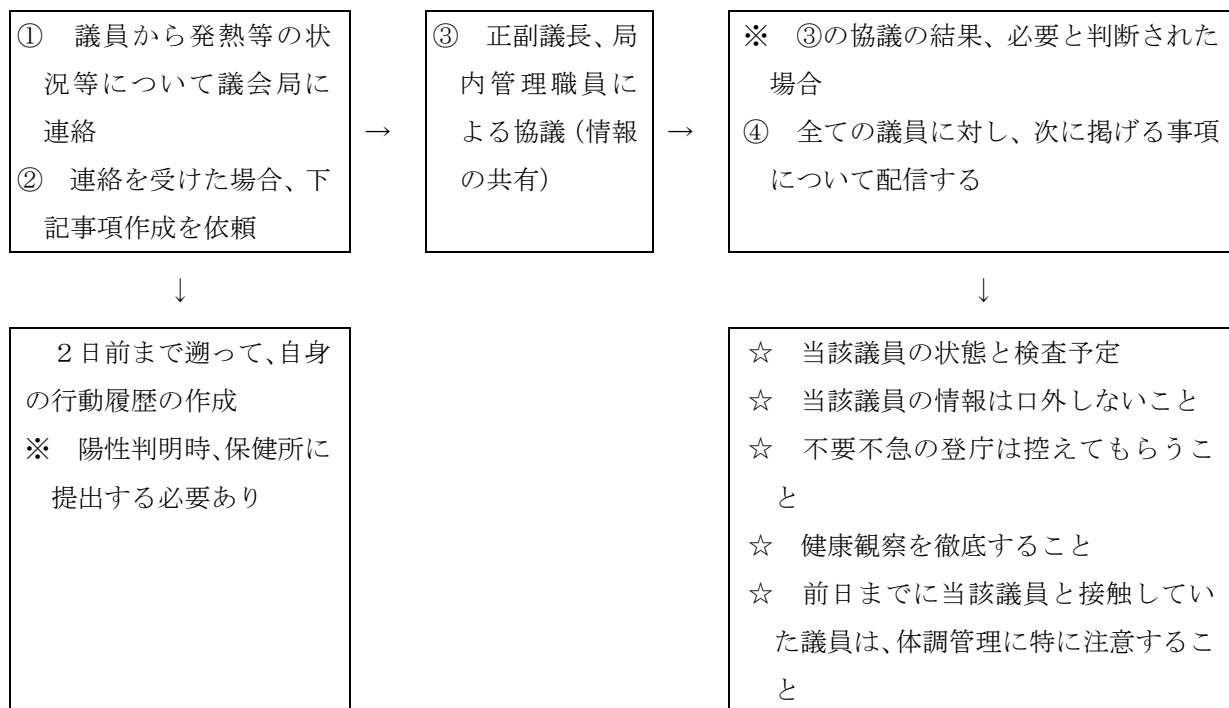 ①　議員から発熱等の状
況等について議会局に
連絡
②　連絡を受けた場合、下
記事項作成を依頼
→
③　正副議長、局
内管理職員に
よる協議（情報
の共有）
→
※　③の協議の結果、必要と判断された
場合
④　全ての議員に対し、次に掲げる事項
について配信する
↓
↓
２日前まで遡って、自身
の行動履歴の作成
※　陽性判明時、保健所に
提出する必要あり
☆　当該議員の状態と検査予定
☆　当該議員の情報は口外しないこと
☆　不要不急の登庁は控えてもらうこ
と
☆　健康観察を徹底すること
☆　前日までに当該議員と接触してい
た議員は、体調管理に特に注意するこ
と